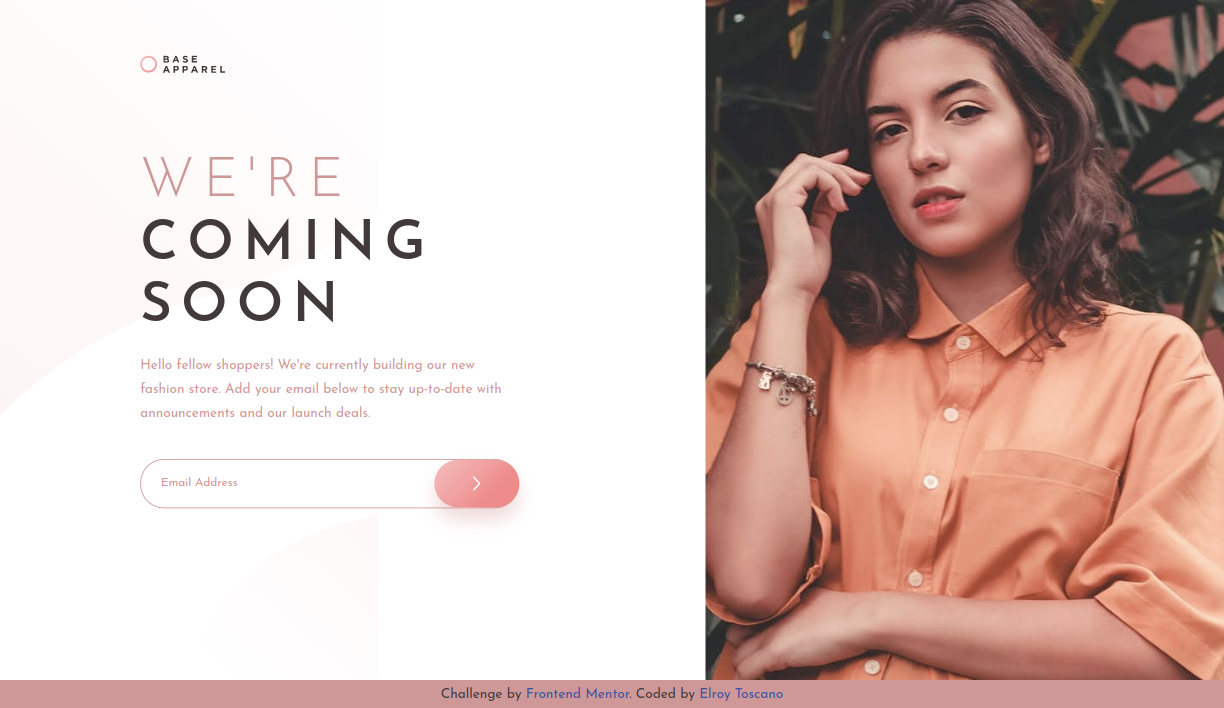 BASE
APPAREL
WE'RE
COMING
SOON
Hello fellow shoppers! We're currently building our new
fashion store. Add your email below to stay up-to-date with
announcements and our launch deals.
Email Address
Challenge by Frontend Mentor. Coded by Elroy Toscano